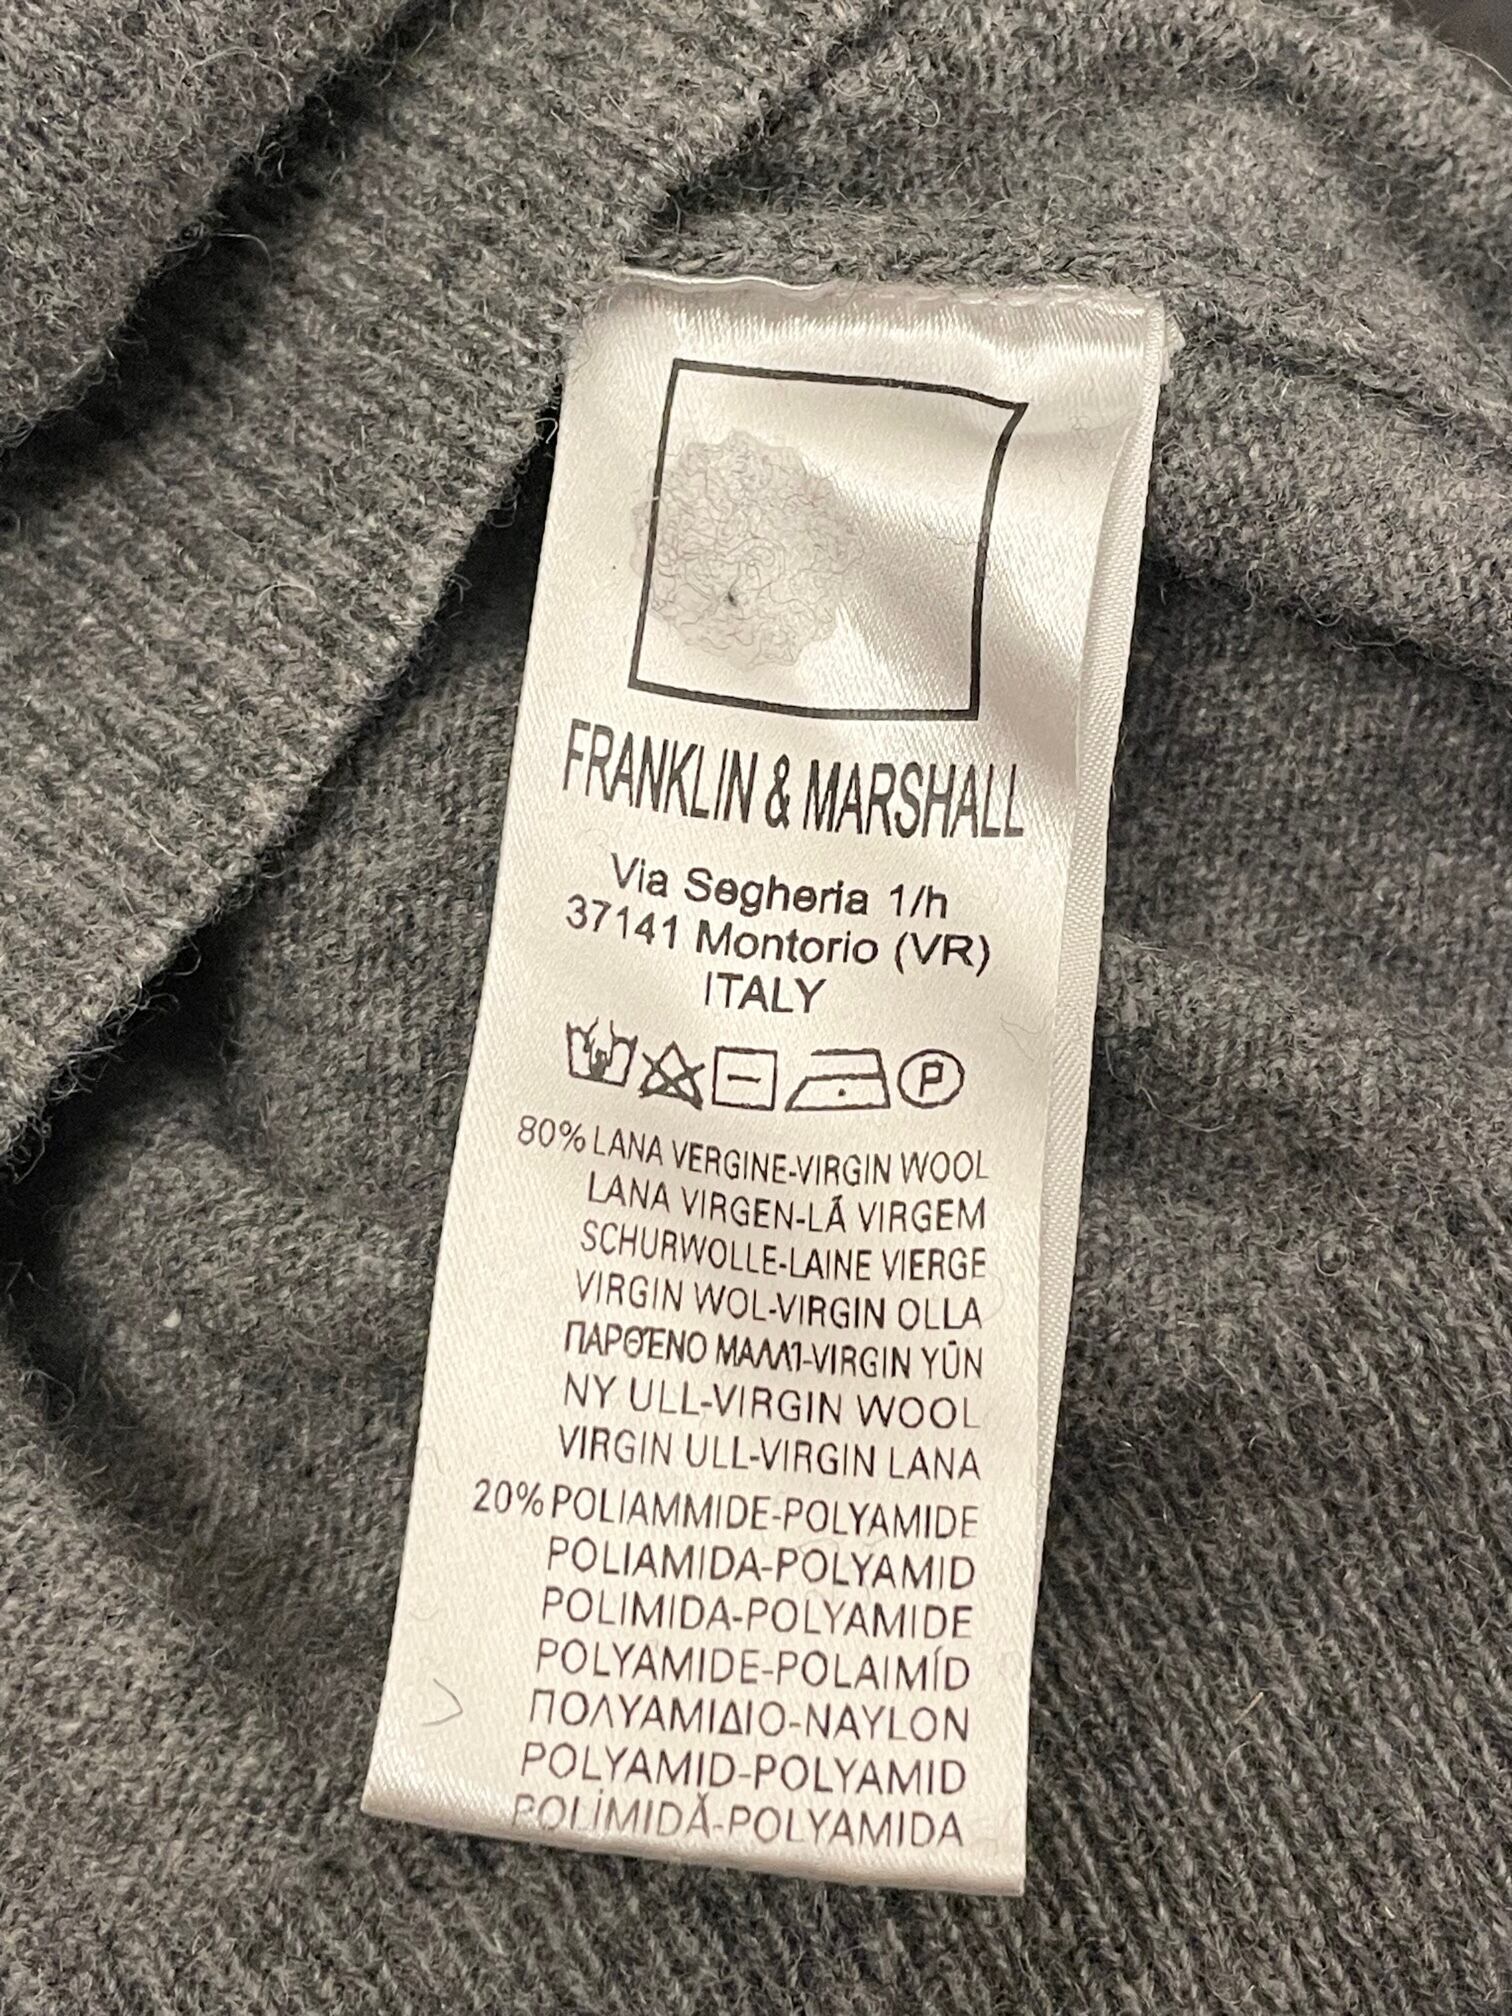 FRANKLIN & MARSHALL
Via Segheria 1/h
37141 Montorio (VR)
ITALY
P
80% LANA VERGINE-VIRGIN WOOL
LANA VIRGEN-LÃ VIRGEM
SCHURWOLLE-LAINE VIERGE
VIRGIN WOL-VIRGIN OLLA
ΠΑΡΘΈΝΟ ΜΑΛΛΊ-VIRGIN YŪN
NY ULL-VIRGIN WOOL
VIRGIN ULL-VIRGIN LANA
20% POLIAMMIDE-POLYAMIDE
POLIAMIDA-POLYAMID
POLIMIDA-POLYAMIDE
POLYAMIDE-POLAIMÍD
ΠΟΛΥΑΜΙΔΙΟ-NAYLON
POLYAMID-POLYAMID
POLIMIDĂ-POLYAMIDA